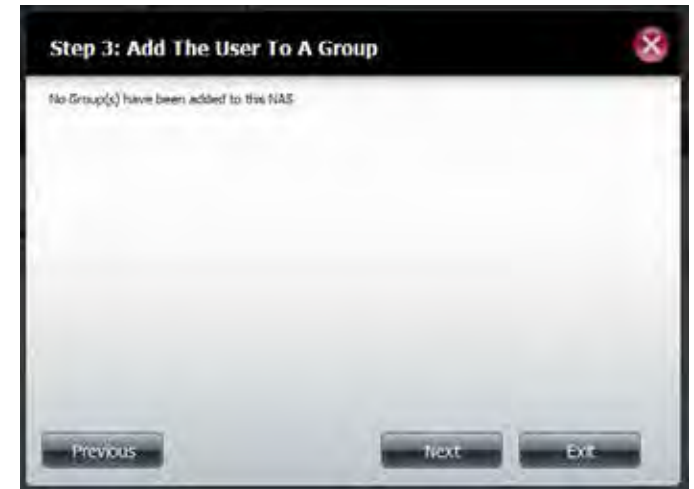 Step 3: Add The User To A Group
No Group(s) have been added to this NAS
Previous
Next
Exit